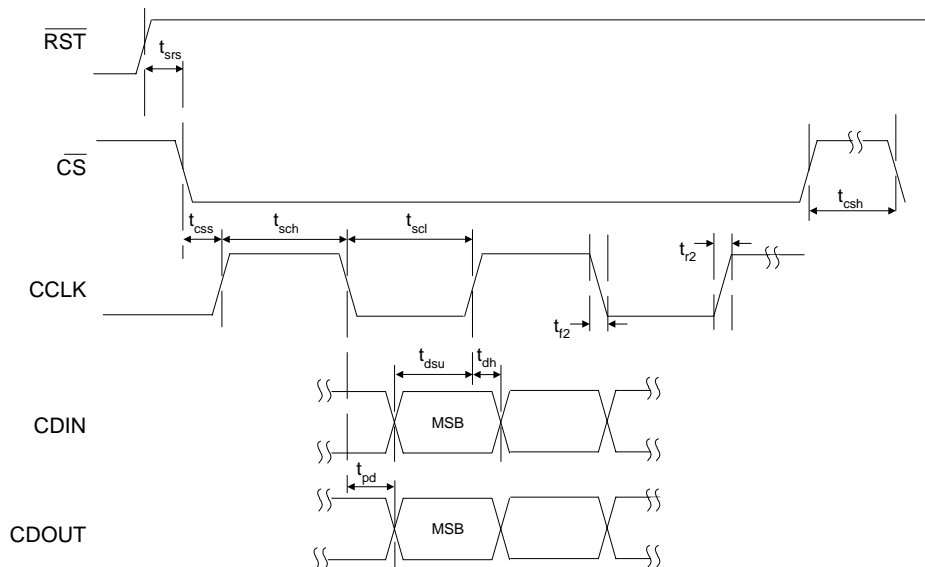 RST
t_srs
CS
t_csh
t_css
t_sch
t_scl
t_r2
CCLK
t_f2
t_dsu
t_dh
CDIN
MSB
t_pd
CDOUT
MSB